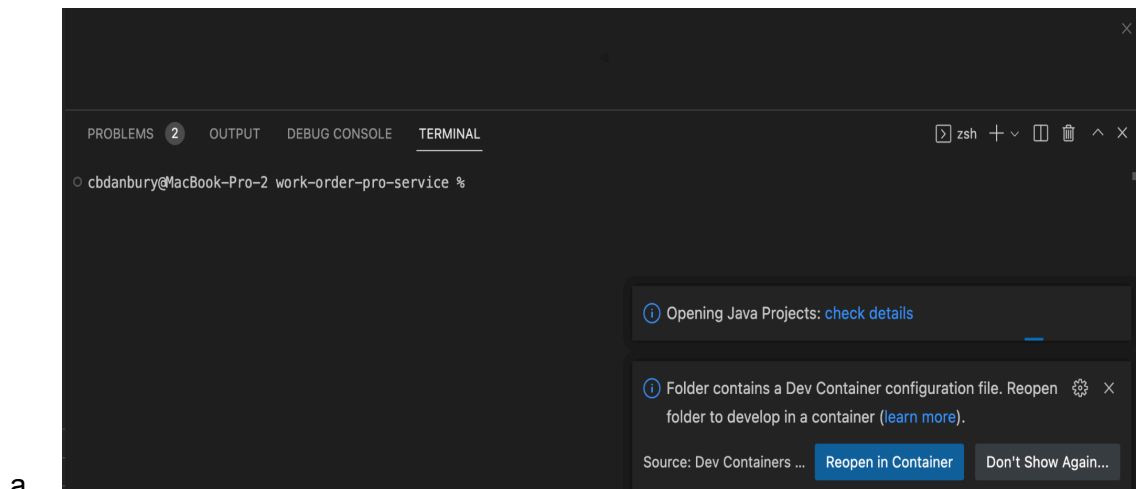 PROBLEMS 2 OUTPUT DEBUG CONSOLE TERMINAL zsh
cbdanbury@MacBook-Pro-2 work-order-pro-service %
Opening Java Projects: check details
Folder contains a Dev Container configuration file. Reopen
folder to develop in a container (learn more).
Source: Dev Containers ... Reopen in Container Don't Show Again...
a